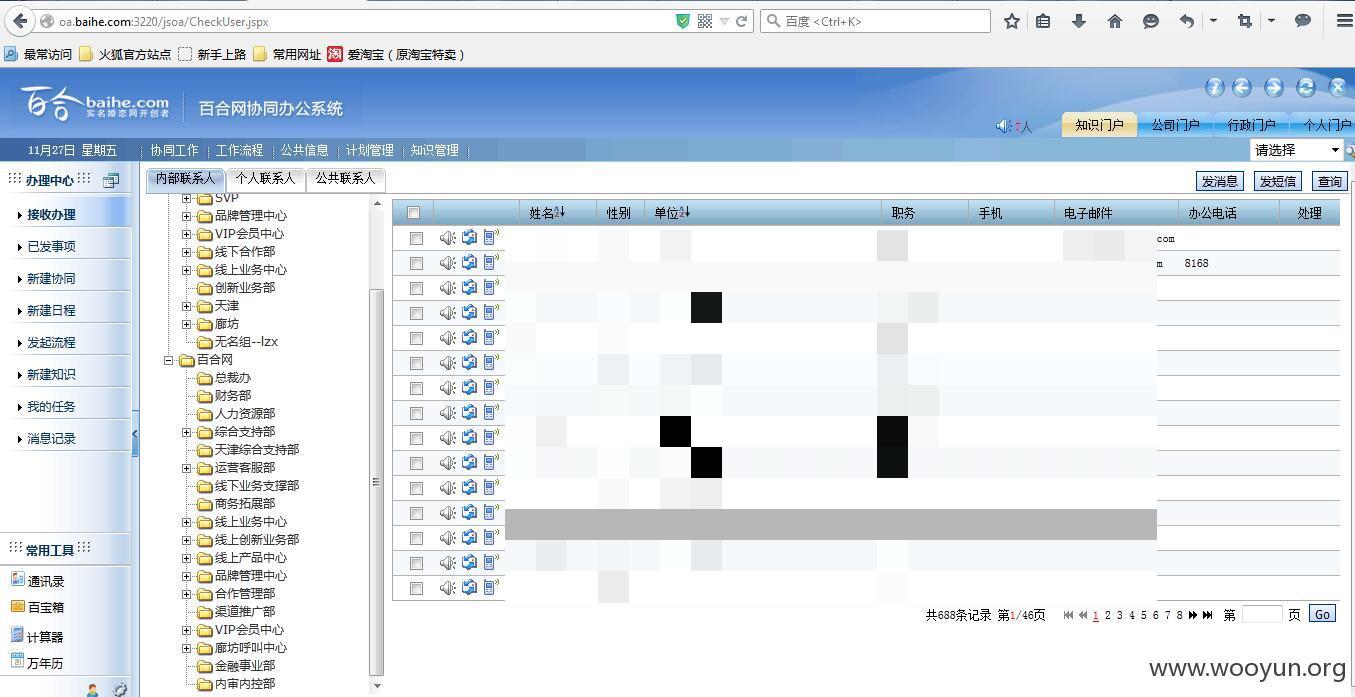 oa.baihe.com:3220/jsoa/CheckUser.jspx
百度 <Ctrl+K>
最常访问 火狐官方站点 新手上路 常用网址 淘 爱淘宝（原淘宝特卖）
百合 baihe.com 实名婚恋网开创者 百合网协同办公系统
7人 知识门户 公司门户 行政门户 个人门户
11月27日 星期五 协同工作 工作流程 公共信息 计划管理 知识管理 请选择
办理中心
接收办理
已发事项
新建协同
新建日程
发起流程
新建知识
我的任务
消息记录
常用工具
通讯录
百宝箱
计算器
万年历
内部联系人 个人联系人 公共联系人
SVP
品牌管理中心
VIP会员中心
线下合作部
线上业务中心
创新业务部
天津
廊坊
无名组--lzx
百合网
总裁办
财务部
人力资源部
综合支持部
天津综合支持部
运营客服部
线下业务支撑部
商务拓展部
线上业务中心
线上创新业务部
线上产品中心
品牌管理中心
合作管理部
渠道推广部
VIP会员中心
廊坊呼叫中心
金融事业部
内审内控部
发消息 发短信 查询
姓名 性别 单位 职务 手机 电子邮件 办公电话 处理
com
m 8168
共688条记录 第1/46页 1 2 3 4 5 6 7 8 第 页 Go
www.wooyun.org